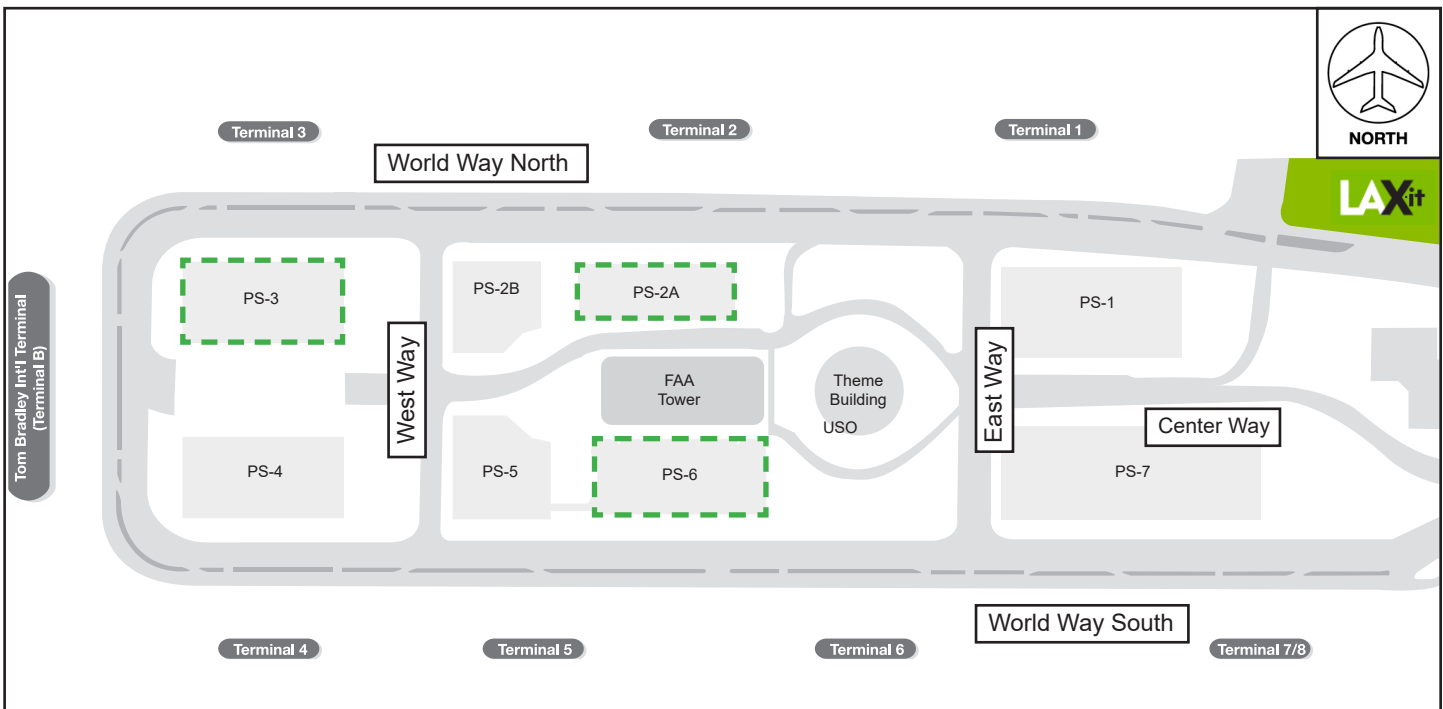 NORTH
LAXit
Terminal 3
Terminal 2
Terminal 1
World Way North
PS-3
PS-2B
PS-2A
PS-1
Tom Bradley Int'l Terminal
(Terminal B)
West Way
FAA
Tower
Theme
Building
USO
East Way
Center Way
PS-4
PS-5
PS-6
PS-7
World Way South
Terminal 4
Terminal 5
Terminal 6
Terminal 7/8